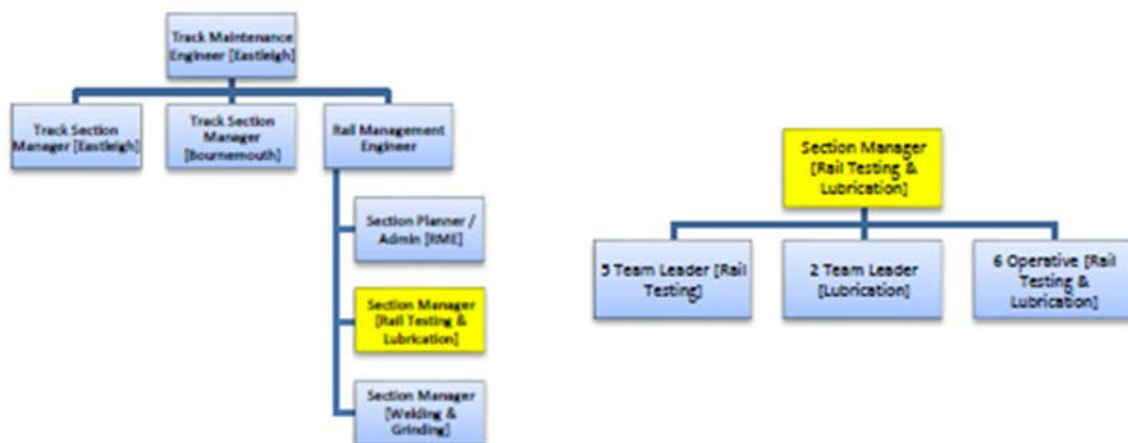 Track Maintenance
Engineer [Eastleigh]
Track Section
Manager [Eastleigh]
Track Section
Manager
[Bournemouth]
Rail Management
Engineer
Section Planner /
Admin [RME]
Section Manager
[Rail Testing &
Lubrication]
Section Manager
[Welding &
Grinding]
Section Manager
[Rail Testing &
Lubrication]
5 Team Leader [Rail
Testing]
2 Team Leader
[Lubrication]
6 Operative [Rail
Testing &
Lubrication]